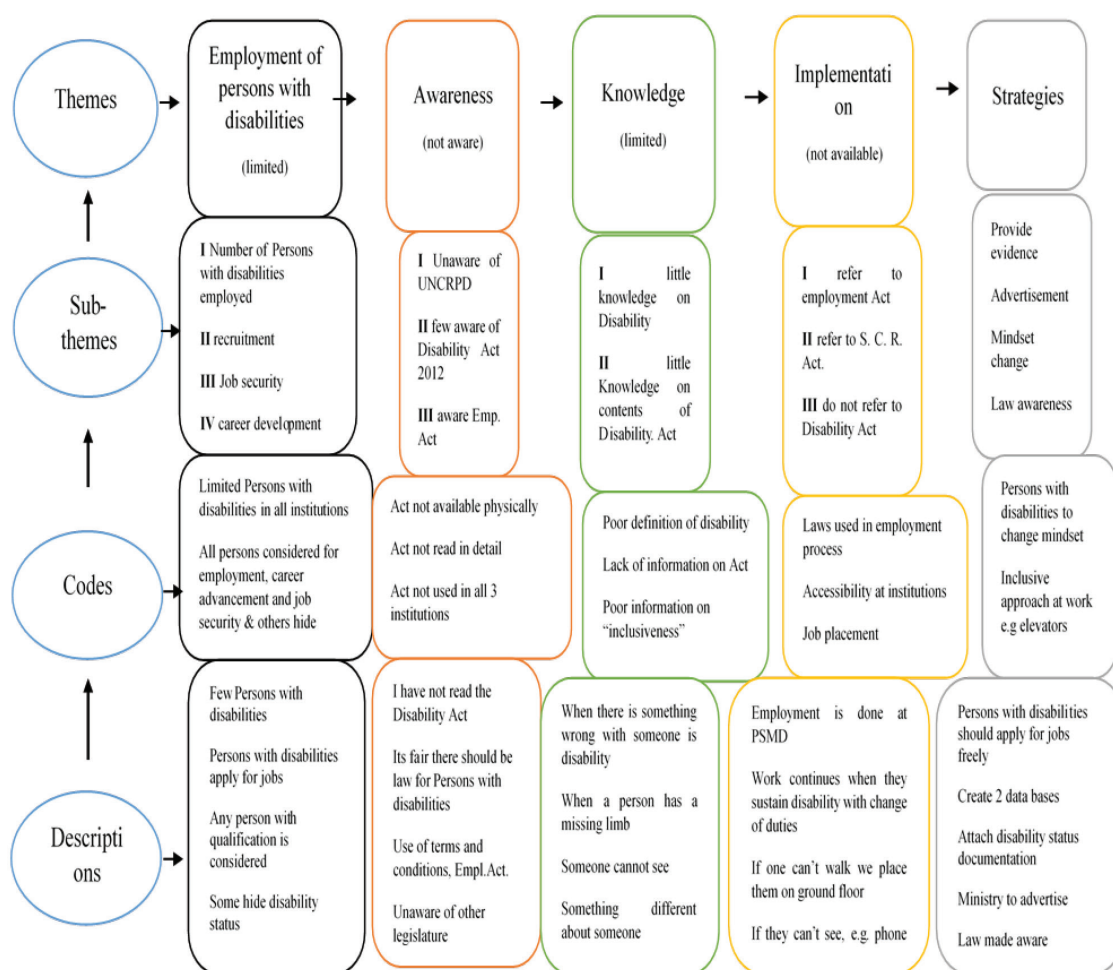 Themes
Employment of
persons with
disabilities
(limited)
Awareness
(not aware)
Knowledge
(limited)
Implementati
on
(not available)
Strategies
Sub-
themes
I Number of Persons
with disabilities
employed
II recruitment
III Job security
IV career development
I Unaware of
UNCRPD
II few aware of
Disability Act
2012
III aware Emp.
Act
I little
knowledge on
Disability
II little
Knowledge on
contents of
Disability. Act
I refer to
employment Act
II refer to S. C. R.
Act.
III do not refer to
Disability Act
Provide
evidence
Advertisement
Mindset
change
Law awareness
Codes
Limited Persons with
disabilities in all institutions
All persons considered for
employment, career
advancement and job
security & others hide
Act not available physically
Act not read in detail
Act not used in all 3
institutions
Poor definition of disability
Lack of information on Act
Poor information on
“inclusiveness”
Laws used in employment
process
Accessibility at institutions
Job placement
Persons with
disabilities to
change mindset
Inclusive
approach at work
e.g elevators
Descripti
ons
Few Persons with
disabilities
Persons with disabilities
apply for jobs
Any person with
qualification is
considered
Some hide disability
status
I have not read the
Disability Act
Its fair there should be
law for Persons with
disabilities
Use of terms and
conditions, Empl.Act.
Unaware of other
legislature
When there is something
wrong with someone is
disability
When a person has a
missing limb
Someone cannot see
Something different
about someone
Employment is done at
PSMD
Work continues when they
sustain disability with change
of duties
If one can’t walk we place
them on ground floor
If they can’t see, e.g. phone
Persons with disabilities
should apply for jobs
freely
Create 2 data bases
Attach disability status
documentation
Ministry to advertise
Law made aware